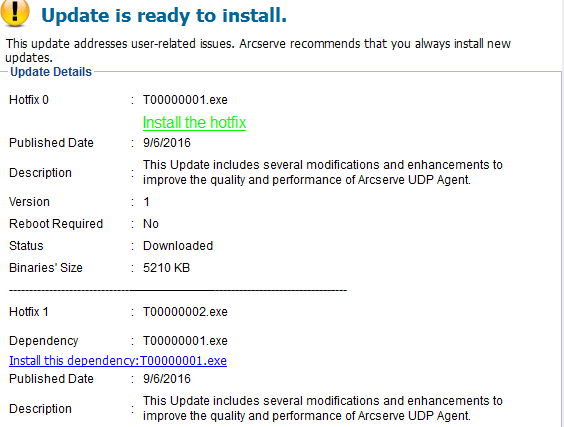 Update is ready to install.
This update addresses user-related issues. Arcserve recommends that you always install new
updates.
Update Details
Hotfix 0 : T00000001.exe
Install the hotfix
Published Date : 9/6/2016
Description : This Update includes several modifications and enhancements to
improve the quality and performance of Arcserve UDP Agent.
Version : 1
Reboot Required : No
Status : Downloaded
Binaries' Size : 5210 KB
Hotfix 1 : T00000002.exe
Dependency : T00000001.exe
Install this dependency:T00000001.exe
Published Date : 9/6/2016
Description : This Update includes several modifications and enhancements to
improve the quality and performance of Arcserve UDP Agent.